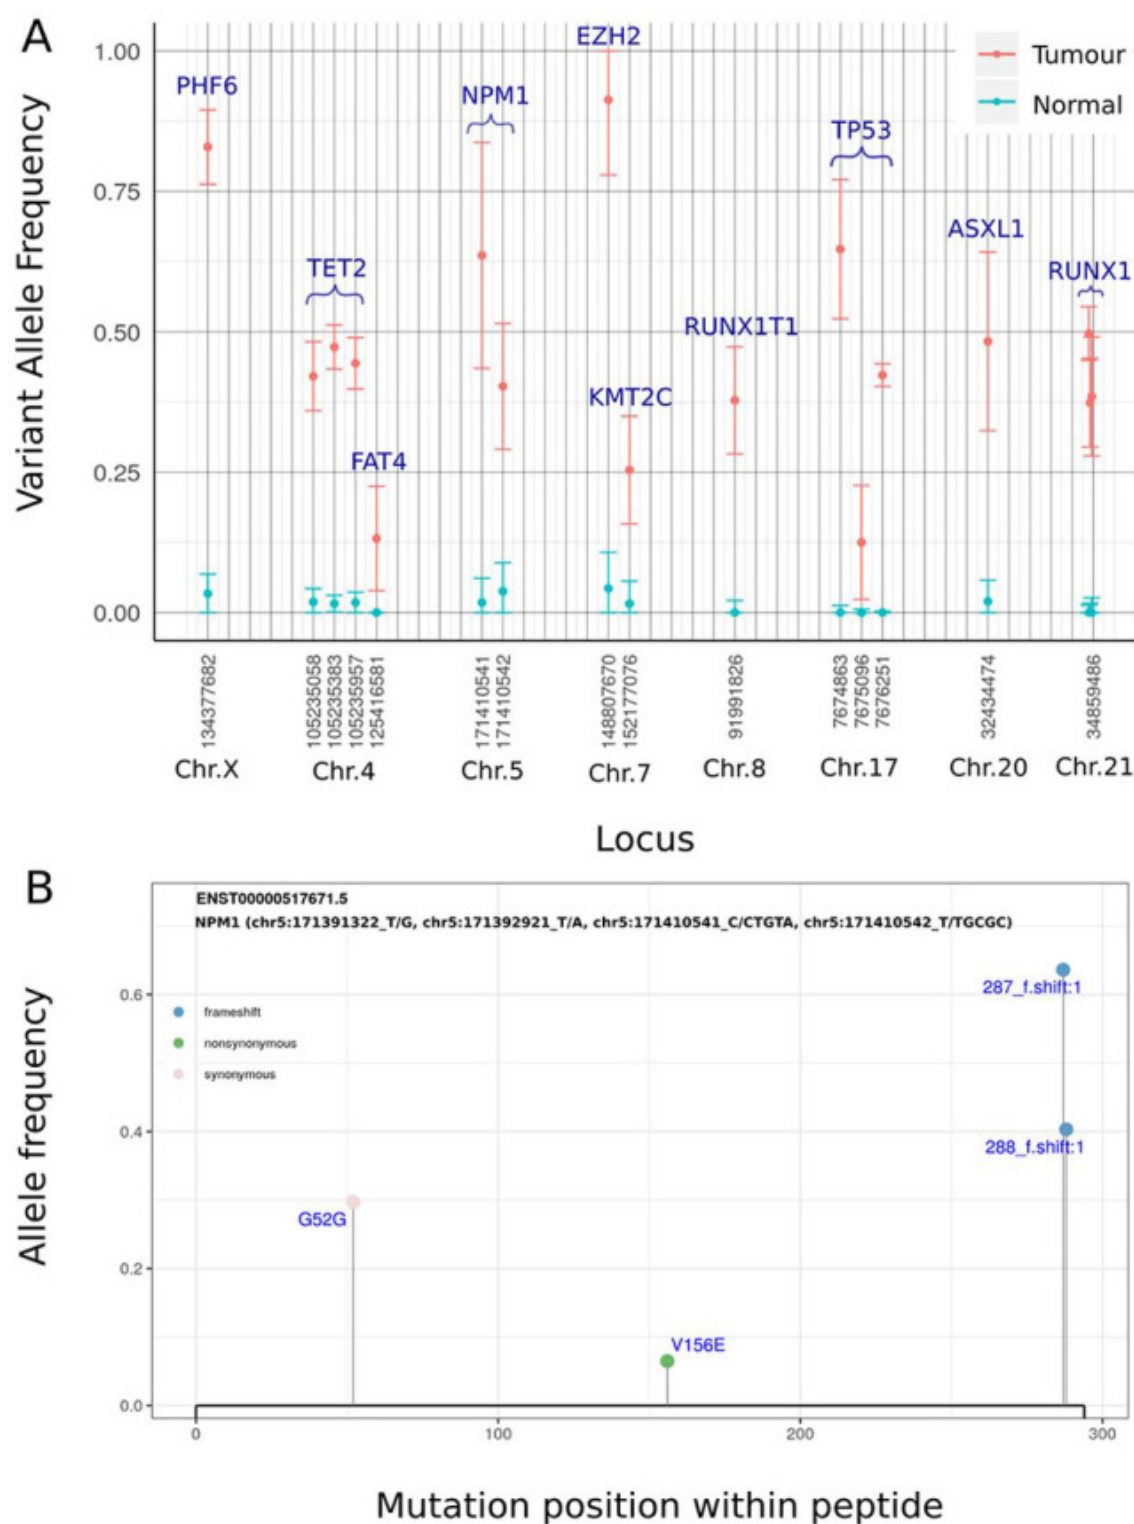 A
Variant Allele Frequency
1.00
0.75
0.50
0.25
0.00
PHF6
TET2
FAT4
NPM1
EZH2
KMT2C
RUNX1T1
TP53
ASXL1
RUNX1
Tumour
Normal
134377682
105235058
105235383
105235957
125416581
171410541
171410542
148807670
152177076
91991826
7674863
7675096
7676251
32434474
34859486
Chr.X
Chr.4
Chr.5
Chr.7
Chr.8
Chr.17
Chr.20
Chr.21
Locus
B
Allele frequency
ENST00000517671.5
NPM1 (chr5:171391322_T/G, chr5:171392921_T/A, chr5:171410541_C/CTGTA, chr5:171410542_T/TGCGC)
frameshift
nonsynonymous
synonymous
0.6
0.4
0.2
0.0
287_f.shift:1
288_f.shift:1
G52G
V156E
0
100
200
300
Mutation position within peptide